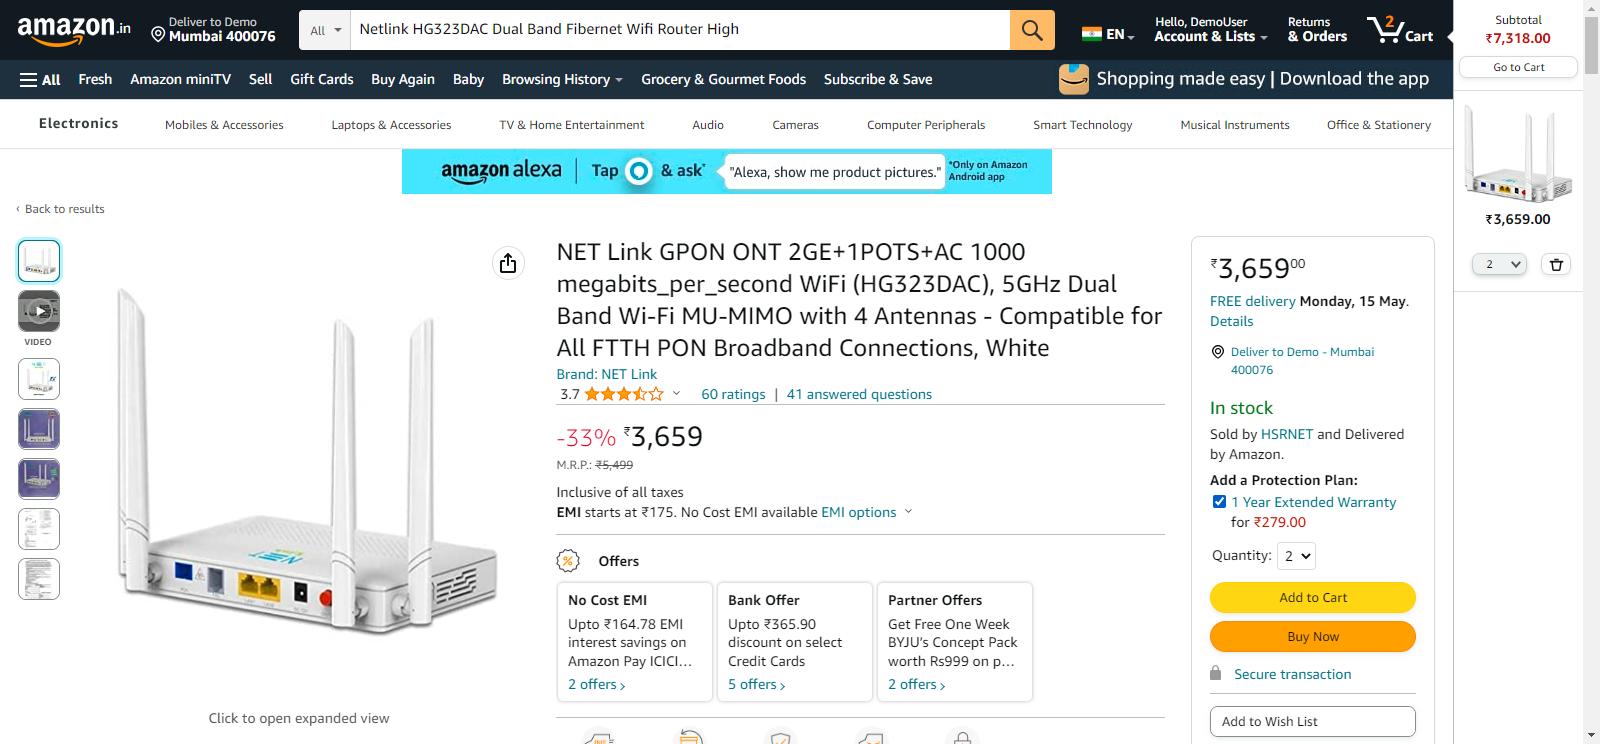 amazon.in
Deliver to Demo
Mumbai 400076
All
Netlink HG323DAC Dual Band Fibernet Wifi Router High
EN
Hello, DemoUser
Account & Lists
Returns
& Orders
2
Cart
Subtotal
₹7,318.00
Go to Cart
₹3,659.00
2
All
Fresh
Amazon miniTV
Sell
Gift Cards
Buy Again
Baby
Browsing History
Grocery & Gourmet Foods
Subscribe & Save
Shopping made easy | Download the app
Electronics
Mobiles & Accessories
Laptops & Accessories
TV & Home Entertainment
Audio
Cameras
Computer Peripherals
Smart Technology
Musical Instruments
Office & Stationery
amazon alexa
Tap & ask*
"Alexa, show me product pictures."
*Only on Amazon
Android app
‹ Back to results
VIDEO
NET
Click to open expanded view
NET Link GPON ONT 2GE+1POTS+AC 1000
megabits_per_second WiFi (HG323DAC), 5GHz Dual
Band Wi-Fi MU-MIMO with 4 Antennas - Compatible for
All FTTH PON Broadband Connections, White
Brand: NET Link
3.7
60 ratings | 41 answered questions
-33% ₹3,659
M.R.P.: ₹5,499
Inclusive of all taxes
EMI starts at ₹175. No Cost EMI available EMI options
Offers
No Cost EMI
Upto ₹164.78 EMI
interest savings on
Amazon Pay ICICI...
2 offers ›
Bank Offer
Upto ₹365.90
discount on select
Credit Cards
5 offers ›
Partner Offers
Get Free One Week
BYJU's Concept Pack
worth Rs999 on p...
2 offers ›
₹3,65900
FREE delivery Monday, 15 May.
Details
Deliver to Demo - Mumbai
400076
In stock
Sold by HSRNET and Delivered
by Amazon.
Add a Protection Plan:
1 Year Extended Warranty
for ₹279.00
Quantity: 2
Add to Cart
Buy Now
Secure transaction
Add to Wish List